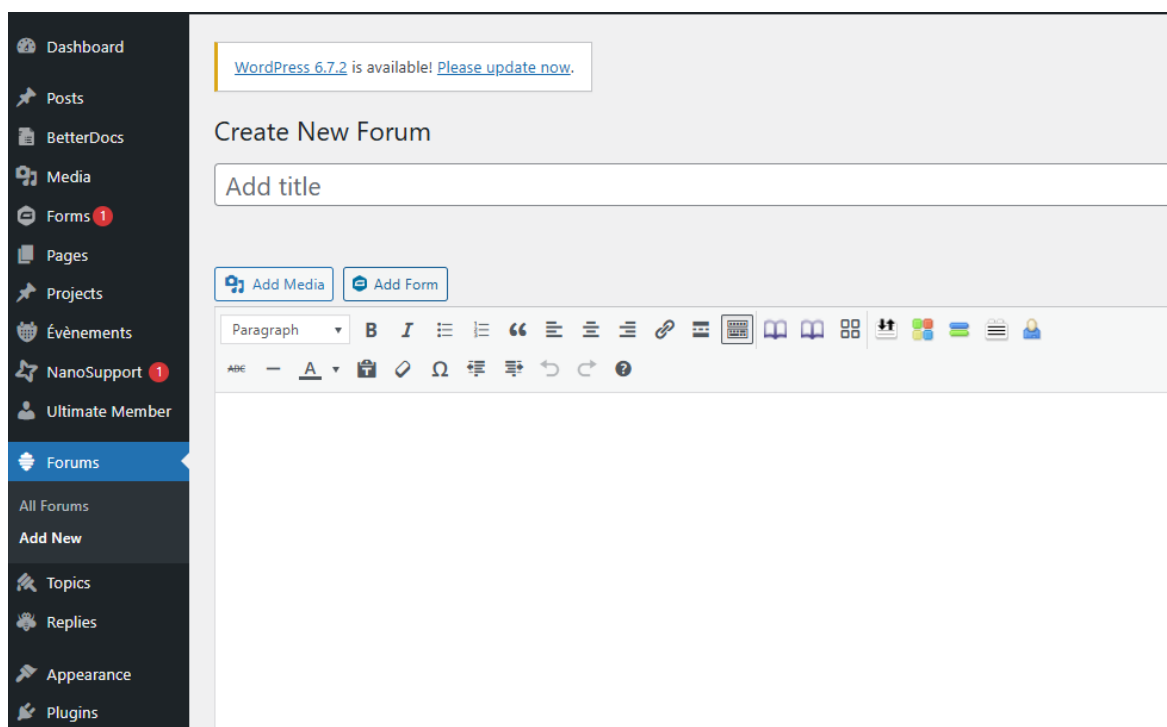 Dashboard
Posts
BetterDocs
Media
Forms 1
Pages
Projects
Évènements
NanoSupport 1
Ultimate Member
Forums
All Forums
Add New
Topics
Replies
Appearance
Plugins
WordPress 6.7.2 is available! Please update now.
Create New Forum
Add title
Add Media Add Form
Paragraph B I
ABC A Ω